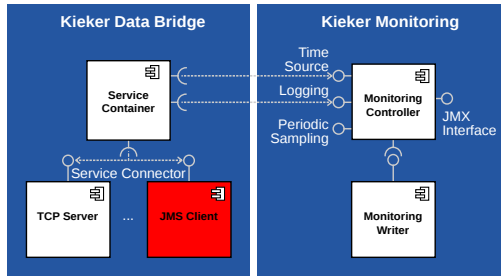 Kieker Data Bridge
Service
Container
Service Connector
TCP Server
...
JMS Client
Kieker Monitoring
Time
Source
Logging
Periodic
Sampling
Monitoring
Controller
JMX
Interface
Monitoring
Writer